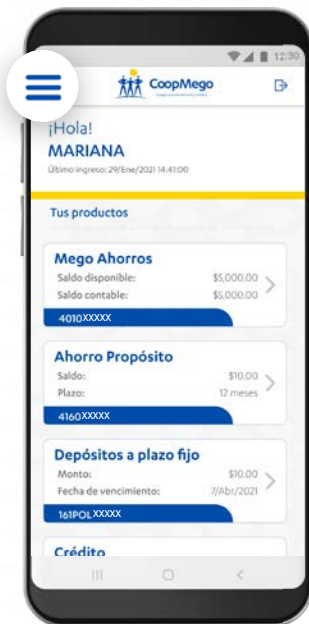 12:30
CoopMego
¡Hola!
MARIANA
Último ingreso: 29/Ene/2021 14:41:00
Tus productos
Mego Ahorros
Saldo disponible: $5,000.00
Saldo contable: $5,000.00
4010XXXXX
Ahorro Propósito
Saldo: $10.00
Plazo: 12 meses
4160XXXXX
Depósitos a plazo fijo
Monto: $10.00
Fecha de vencimiento: 7/Abr/2021
161POLXXXXX
Crédito